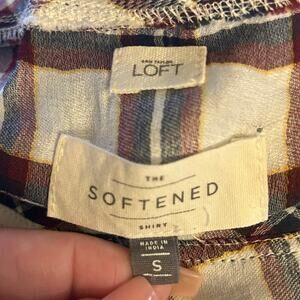 ANN TAYLOR
LOFT
THE
SOFTENED
SHIRT
MADE IN
INDIA
S